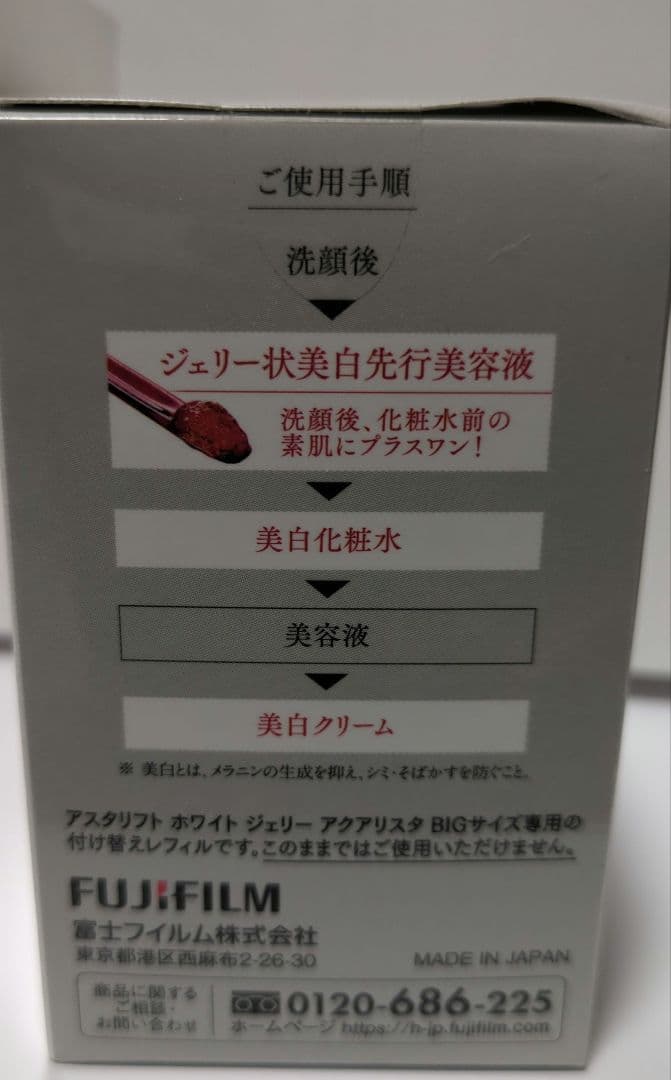 ご使用手順
洗顔後
ジェリー状美白先行美容液
洗顔後、化粧水前の
素肌にプラスワン!
美白化粧水
美容液
美白クリーム
※ 美白とは、メラニンの生成を抑え、シミ・そばかすを防ぐこと。
アスタリフト ホワイト ジェリー アクアリスタ BIGサイズ専用の
付け替えレフィルです。このままではご使用いただけません。
FUJIFILM
富士フイルム株式会社
東京都港区西麻布2-26-30
MADE IN JAPAN
商品に関する
ご相談・
お問い合わせ
0120-686-225
ホームページ https://h-jp.fujifilm.com